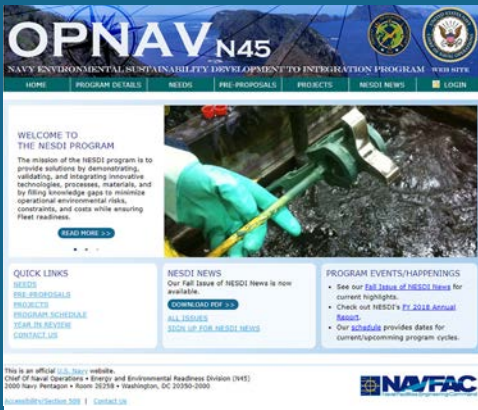 OPNAV N45
NAVY ENVIRONMENTAL SUSTAINABILITY DEVELOPMENT TO INTEGRATION PROGRAM WEB SITE
HOME PROGRAM DETAILS NEEDS PRE-PROPOSALS PROJECTS NESDI NEWS LOGIN
WELCOME TO
THE NESDI PROGRAM
The mission of the NESDI program is to
provide solutions by demonstrating,
validating, and integrating innovative
technologies, processes, materials, and
by filling knowledge gaps to minimize
operational environmental risks,
constraints, and costs while ensuring
Fleet readiness.
READ MORE >>
QUICK LINKS
NEEDS
PRE-PROPOSALS
PROJECTS
PROGRAM SCHEDULE
YEAR IN REVIEW
CONTACT US
NESDI NEWS
Our Fall Issue of NESDI News is now
available.
DOWNLOAD PDF >>
ALL ISSUES
SIGN UP FOR NESDI NEWS
PROGRAM EVENTS/HAPPENINGS
• See our Fall Issue of NESDI News for
current highlights.
• Check out NESDI's FY 2018 Annual
Report.
• Our schedule provides dates for
current/upcomming program cycles.
This is an official U.S. Navy website.
Chief Of Naval Operations • Energy and Environmental Readiness Division (N45)
2000 Navy Pentagon • Room 2E258 • Washington, DC 20350-2000
Accessibility/Section 508 | Contact Us
NAVFAC
Naval Facilities Engineering Command